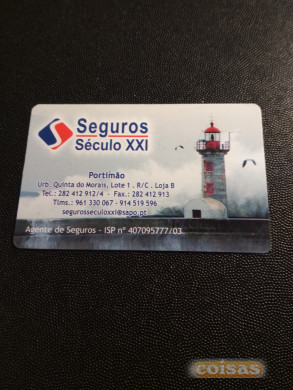 Seguros
Século XXI
Portimão
Urb. Quinta do Morais, Lote 1 , R/C . Loja B
Tel.: 282 412 912/4 - Fax.: 282 412 913
Tlms.: 961 330 067 - 914 519 596
segurosseculoxxi@sapo.pt
Agente de Seguros - ISP nº 407095777/03
coisas